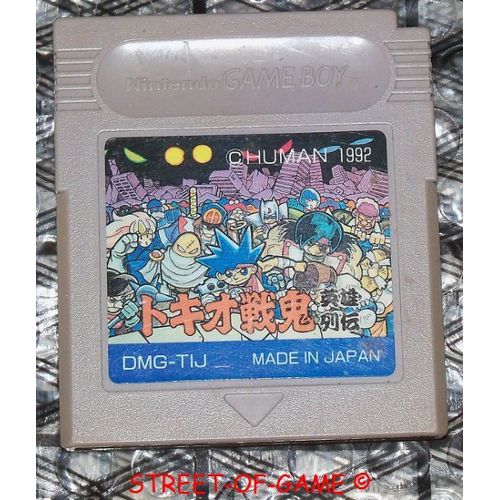 Nintendo GAME BOY TM
©HUMAN 1992
トキオ戦鬼 英雄
列伝
DMG-TIJ MADE IN JAPAN
STREET-OF-GAME ©